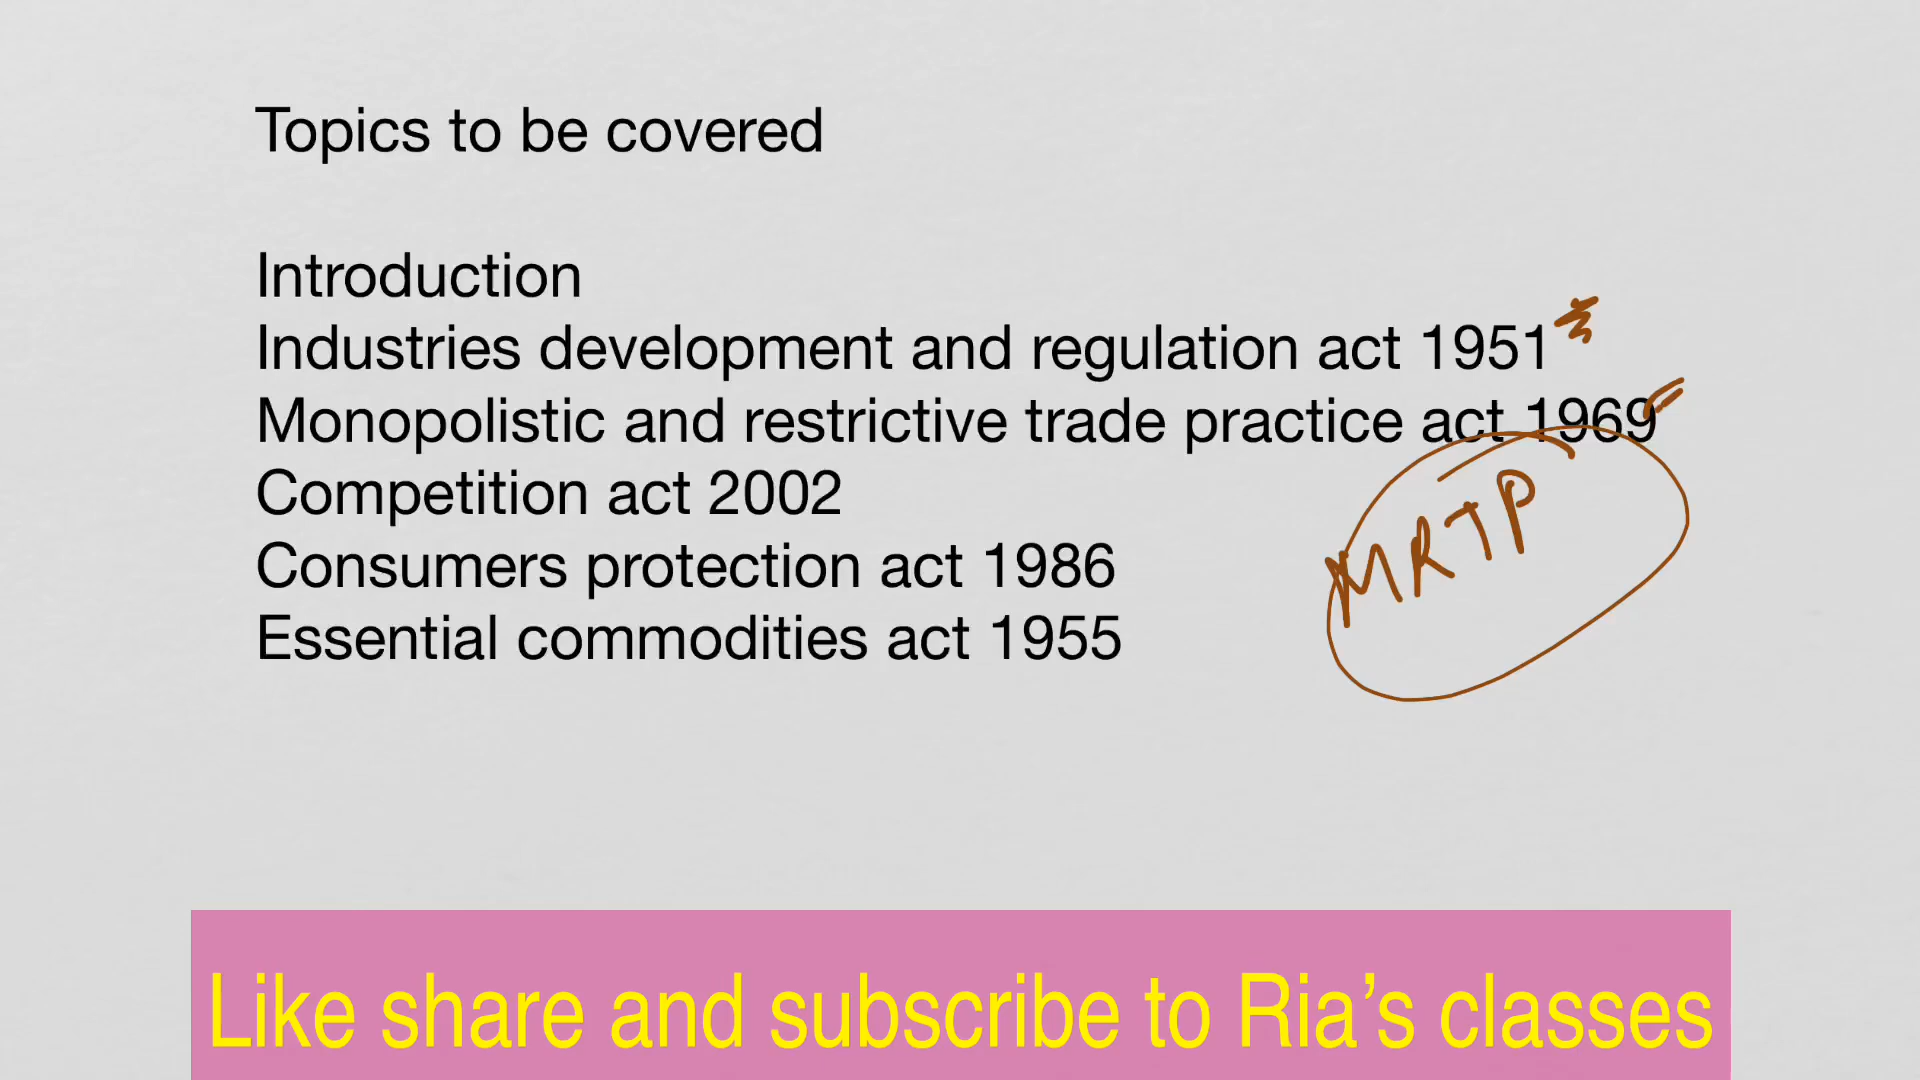 Topics to be covered
Introduction
Industries development and regulation act 1951
Monopolistic and restrictive trade practice act 1969
Competition act 2002
MRTP
Consumers protection act 1986
Essential commodities act 1955
Like share and subscribe to Ria’s classes